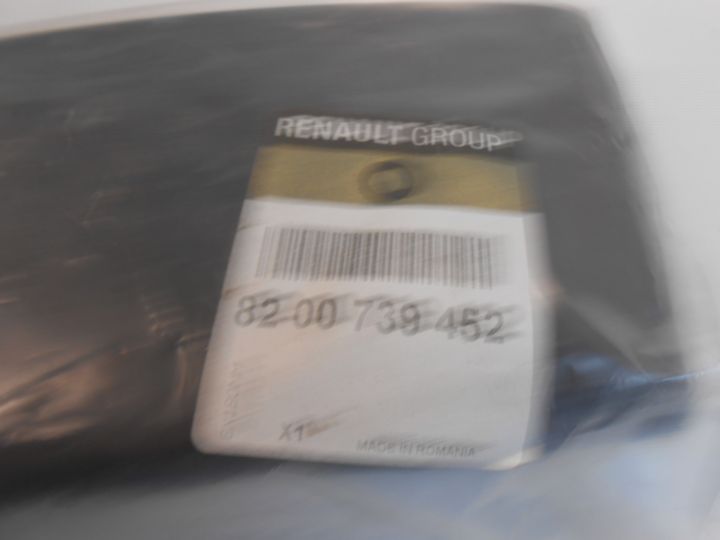 RENAULT GROUP
82 00 739 452
X1
MADE IN ROMANIA